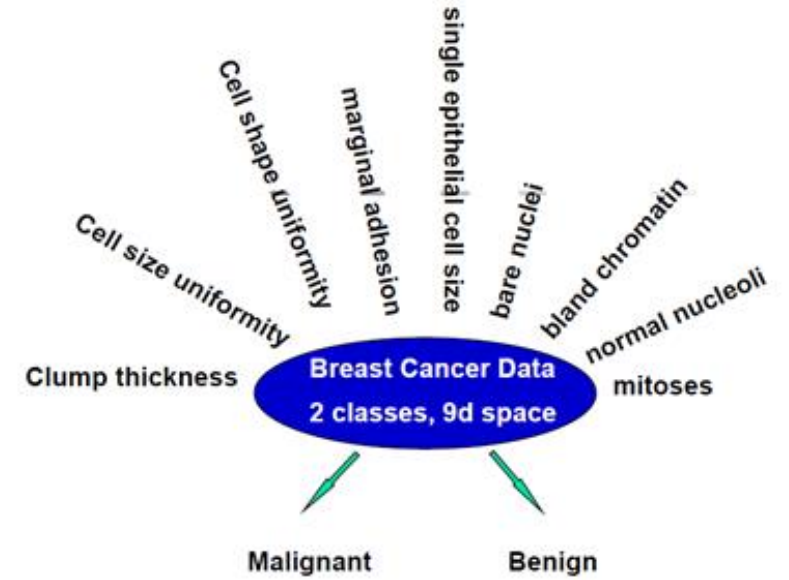 Clump thickness
Cell size uniformity
Cell shape uniformity
marginal adhesion
single epithelial cell size
bare nuclei
bland chromatin
normal nucleoli
mitoses
Breast Cancer Data
2 classes, 9d space
Malignant
Benign